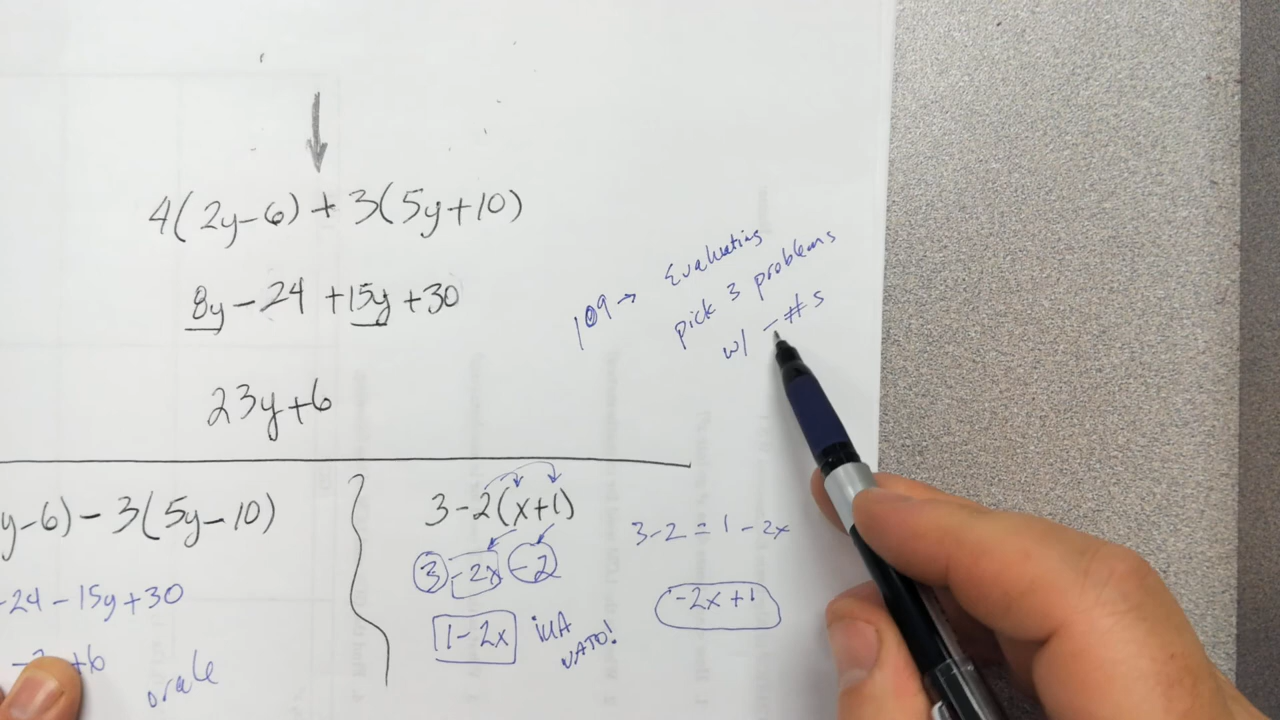 4(2y-6) + 3(5y+10)
8y - 24 + 15y + 30
23y+6
109 → Evaluating
pick 3 problems
w/ - #s
y-6) - 3(5y-10)
-24 - 15y + 30
+6
orale
3-2(x+1)
3 -2x -2
1-2x
VATO!
3-2 = 1 - 2x
-2x + 1